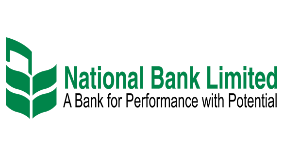 National Bank Limited
A Bank for Performance with Potential